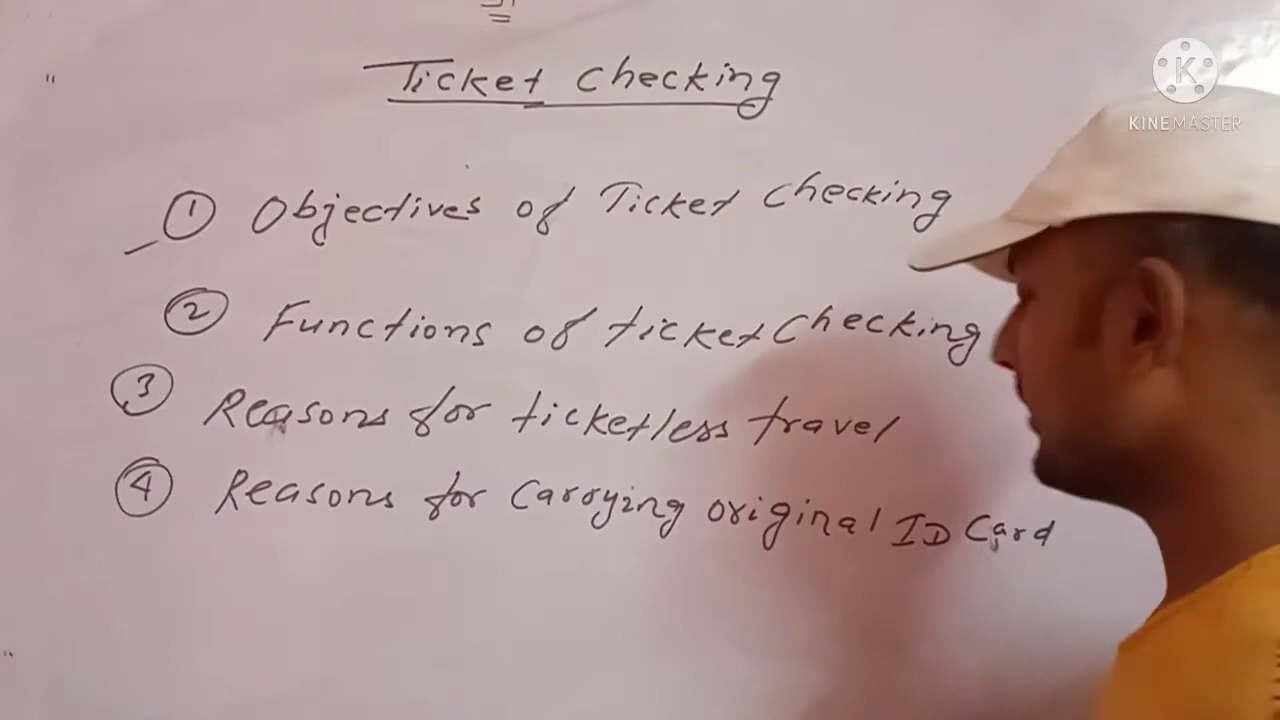 Ticket Checking
① Objectives of Ticket Checking
② Functions of ticket Checking
③ Reasons for ticketless travel
④ Reasons for Carrying original ID Card
K
KINEMASTER